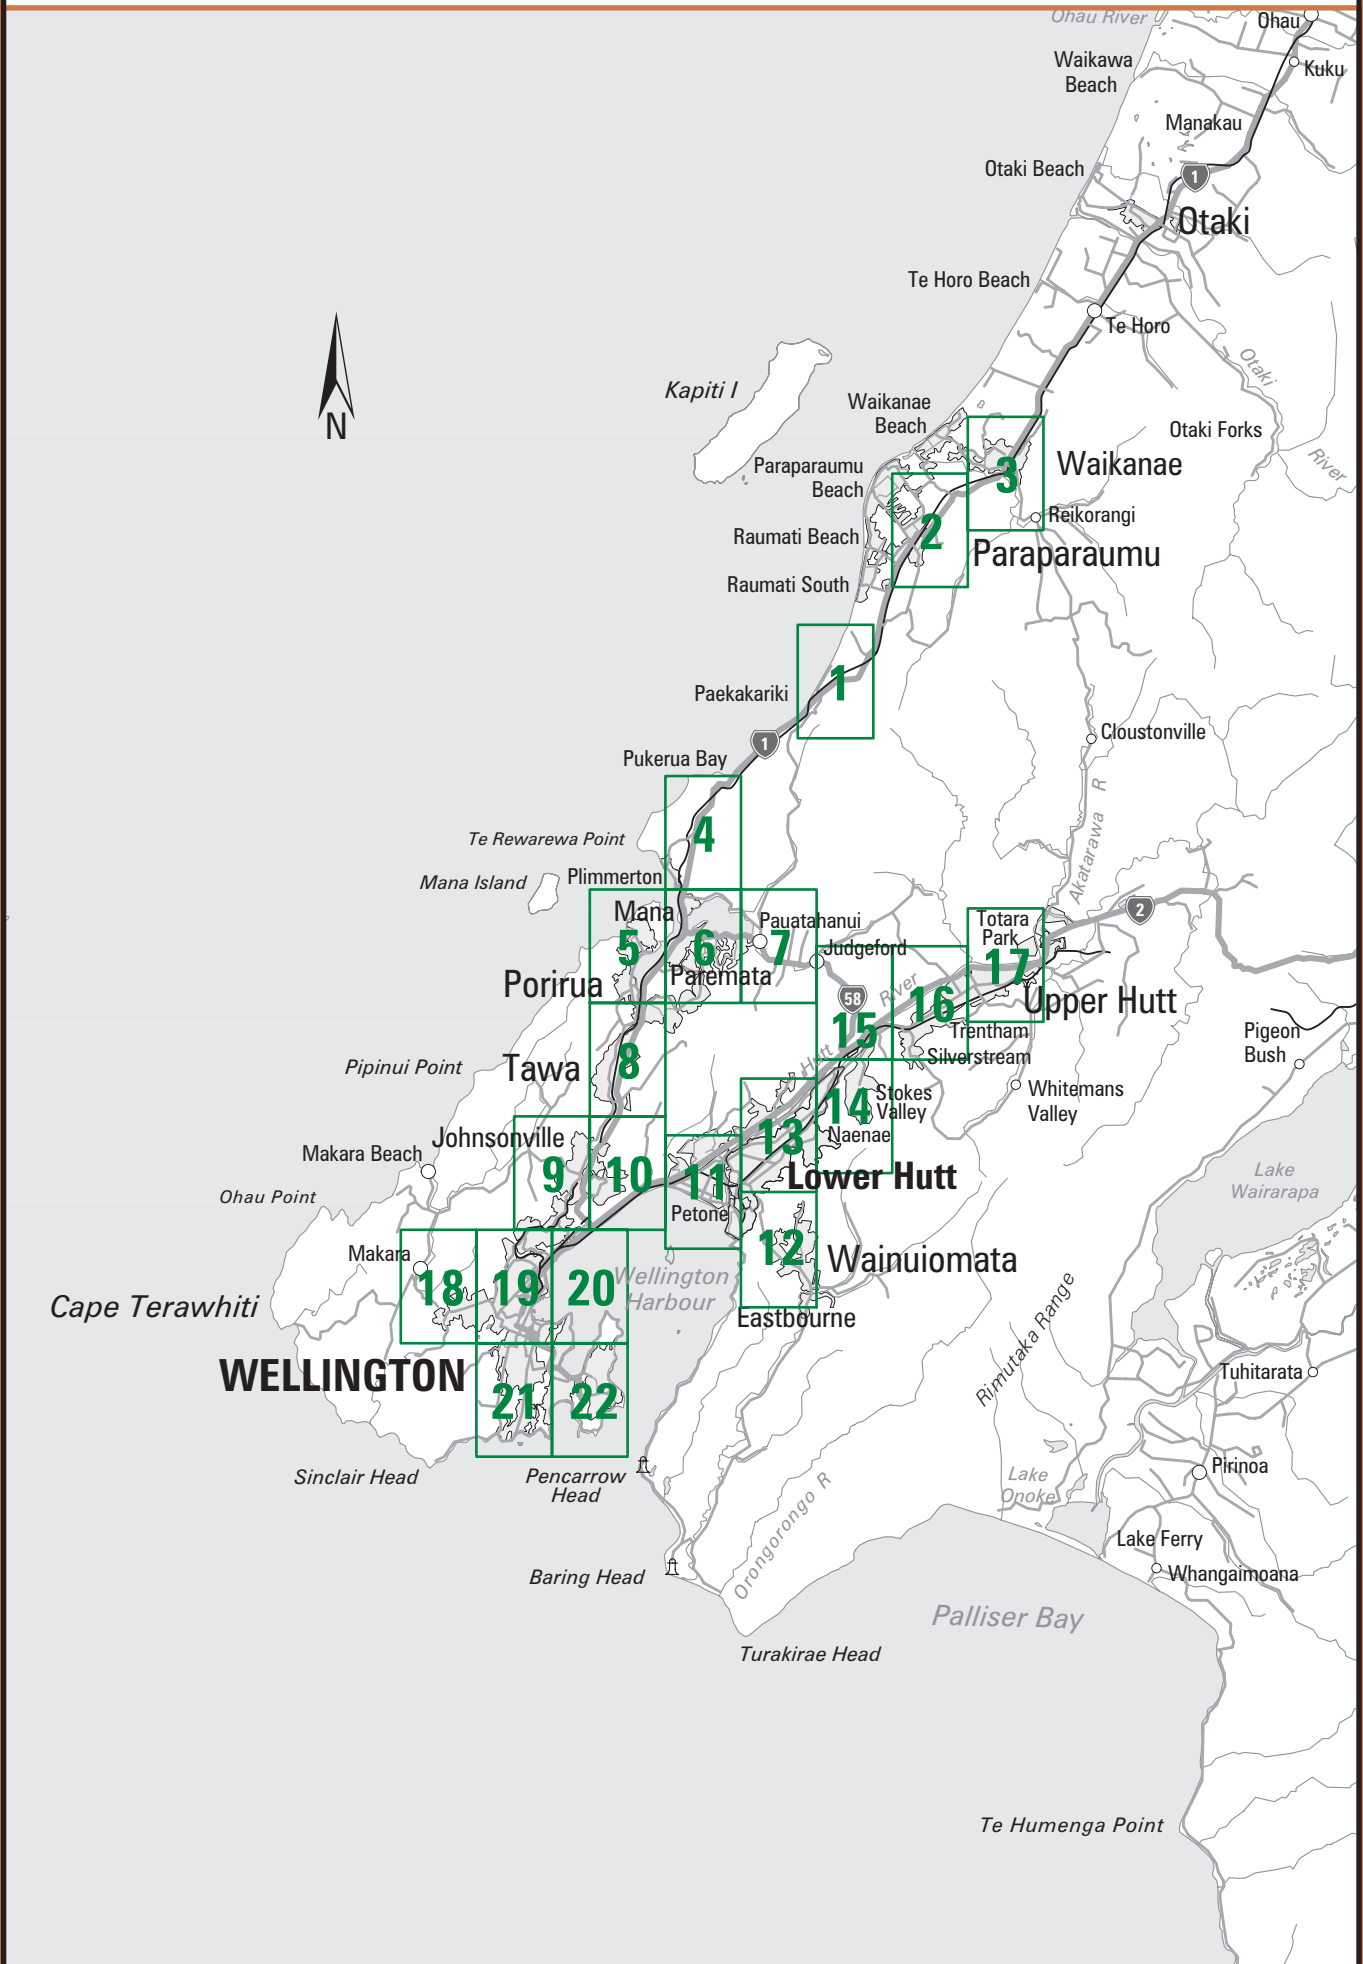 Ohau River
Ohau
Waikawa
Beach
Kuku
Manakau
Otaki Beach
1
Otaki
Te Horo Beach
Te Horo
Otaki
River
Kapiti I
N
Waikanae
Beach
Otaki Forks
3
Waikanae
Paraparaumu
Beach
Reikorangi
2
Raumati Beach
Paraparaumu
Raumati South
1
Paekakariki
Cloustonville
1
Pukerua Bay
Akatarawa R
4
Te Rewarewa Point
Plimmerton
Mana Island
Mana
Pauatahanui
Totara
Park
2
5
6
7
Judgeford
Paremata
17
Porirua
58
River
16
Upper Hutt
15
Trentham
Pigeon
Bush
Silverstream
Hutt
8
Tawa
Pipinui Point
14
Stokes
Valley
Whitemans
Valley
13
Naenae
Johnsonville
Makara Beach
9
10
11
Lower Hutt
Lake
Wairarapa
Ohau Point
Petone
12
Wainuiomata
Makara
18
19
20
Wellington
Harbour
Cape Terawhiti
Eastbourne
Rimutaka Range
WELLINGTON
21
22
Tuhitarata
Sinclair Head
Pencarrow
Head
Pirinoa
Lake
Onoke
Orongorongo R
Lake Ferry
Baring Head
Whangaimoana
Palliser Bay
Turakirae Head
Te Humenga Point